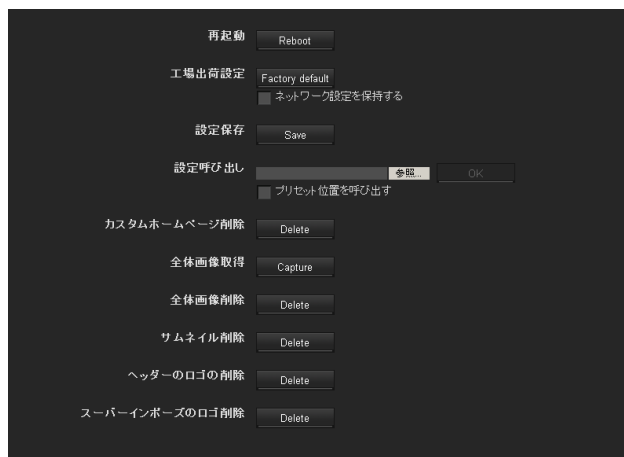 再起動 Reboot
工場出荷設定 Factory default
ネットワーク設定を保持する
設定保存 Save
設定呼び出し 参照... OK
プリセット位置を呼び出す
カスタムホームページ削除 Delete
全体画像取得 Capture
全体画像削除 Delete
サムネイル削除 Delete
ヘッダーのロゴの削除 Delete
スーパーインポーズのロゴ削除 Delete